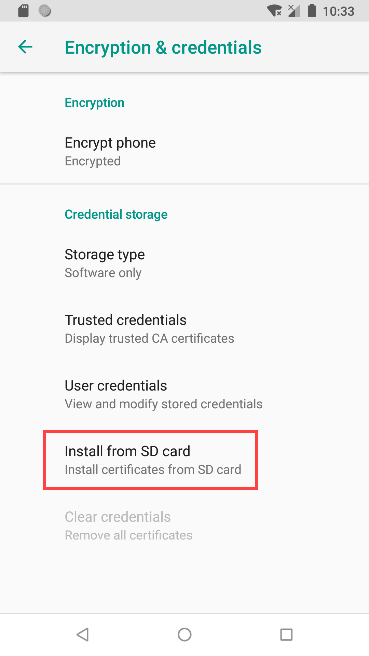 10:33
Encryption & credentials
Encryption
Encrypt phone
Encrypted
Credential storage
Storage type
Software only
Trusted credentials
Display trusted CA certificates
User credentials
View and modify stored credentials
Install from SD card
Install certificates from SD card
Clear credentials
Remove all certificates